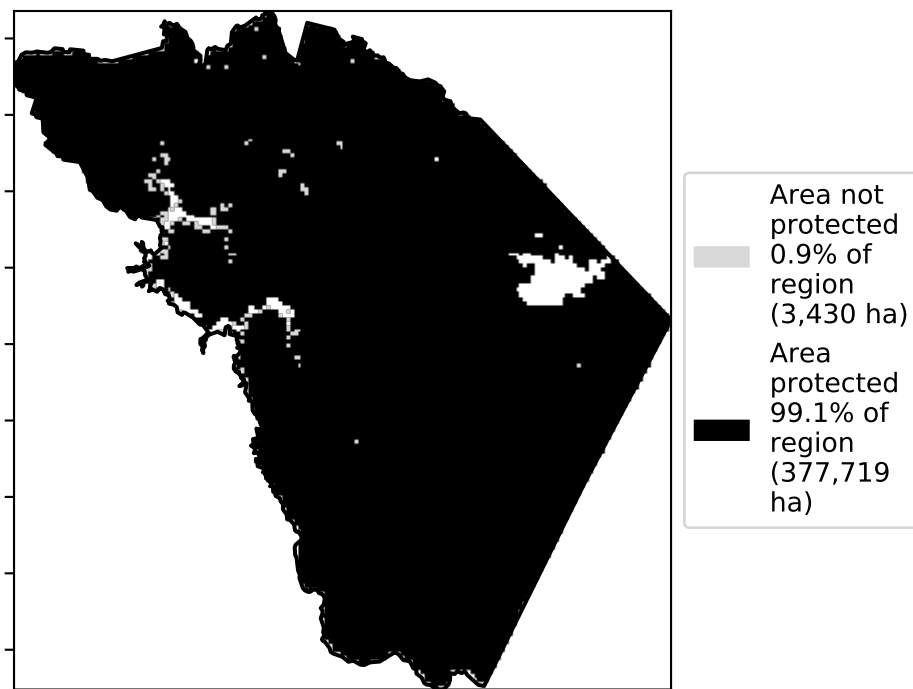 Area not
protected
0.9% of
region
(3,430 ha)
Area
protected
99.1% of
region
(377,719
ha)